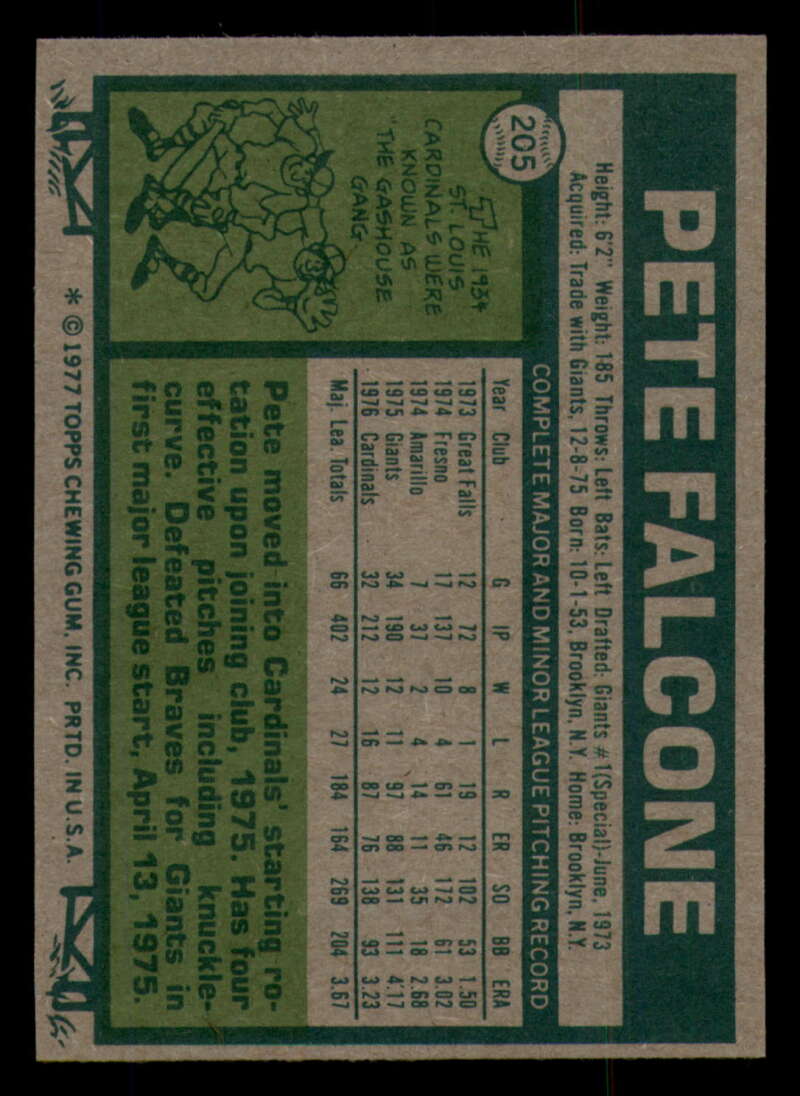 205
PETE FALCONE
Height: 6'2" Weight: 185 Throws: Left Bats: Left Drafted: Giants #1(Special)-June, 1973
Acquired: Trade with Giants, 12-8-75 Born: 10-1-53, Brooklyn, N.Y. Home: Brooklyn, N.Y.
COMPLETE MAJOR AND MINOR LEAGUE PITCHING RECORD
Year Club G IP W L R ER SO BB ERA
1973 Great Falls 12 72 8 1 19 12 102 53 1.50
1974 Fresno 17 137 10 4 61 46 172 61 3.02
1974 Amarillo 7 37 2 4 14 11 35 18 2.68
1975 Giants 34 190 12 11 97 88 131 111 4.17
1976 Cardinals 32 212 12 16 87 76 138 93 3.23
Maj. Lea. Totals 66 402 24 27 184 164 269 204 3.67
THE 1934
ST. LOUIS
CARDINALS WERE
KNOWN AS
"THE GASHOUSE
GANG
Pete moved into Cardinals' starting ro-
tation upon joining club, 1975. Has four
effective pitches including knuckle-
curve. Defeated Braves for Giants in
first major league start, April 13, 1975.
* © 1977 TOPPS CHEWING GUM, INC. PRTD. IN U.S.A.